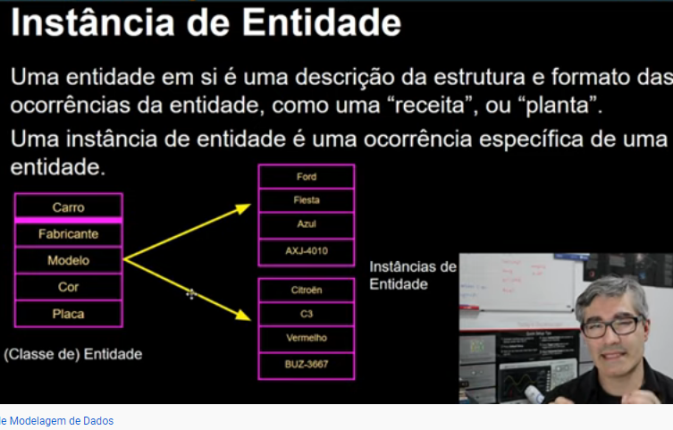 Instância de Entidade
Uma entidade em si é uma descrição da estrutura e formato das
ocorrências da entidade, como uma “receita”, ou “planta”.
Uma instância de entidade é uma ocorrência específica de uma
entidade.
Carro
Fabricante
Modelo
Cor
Placa
(Classe de) Entidade
Ford
Fiesta
Azul
AXJ-4010
Citroën
C3
Vermelho
BUZ-3667
Instâncias de
Entidade
de Modelagem de Dados